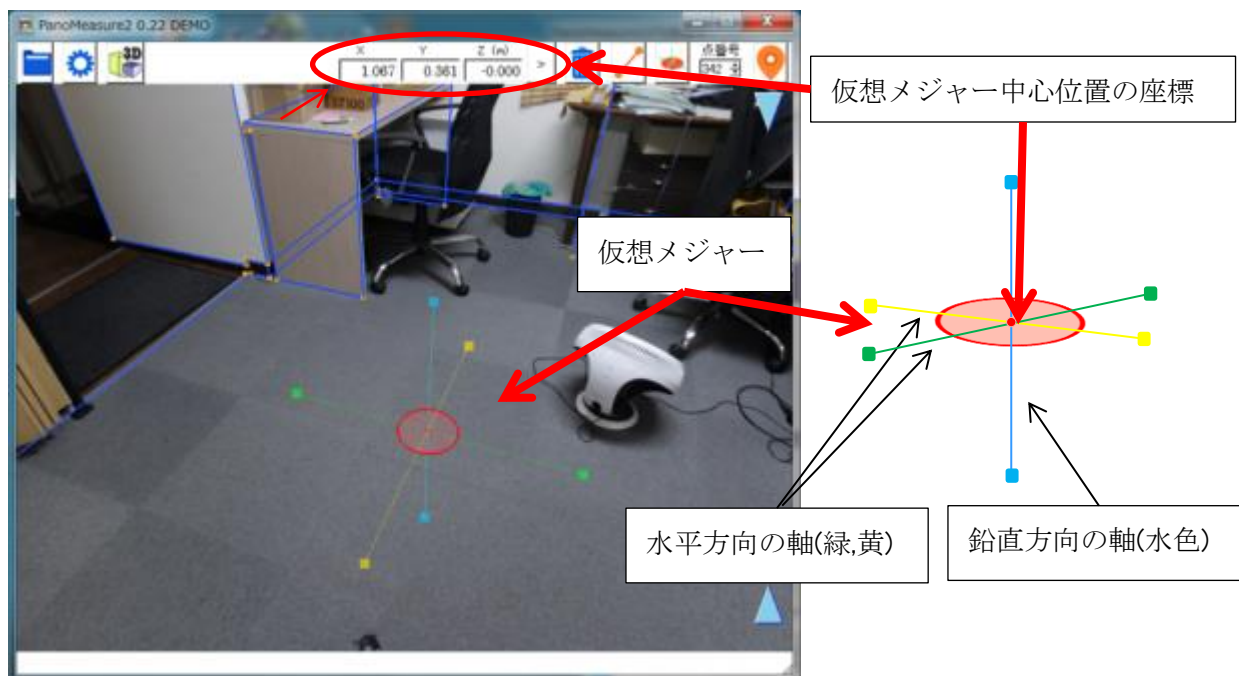 PanoMeasure2 0.22 DEMO
X Y Z (m)
3D
1.067 0.361 -0.000 >
点番号
342
仮想メジャー中心位置の座標
仮想メジャー
水平方向の軸(緑,黄)
鉛直方向の軸(水色)